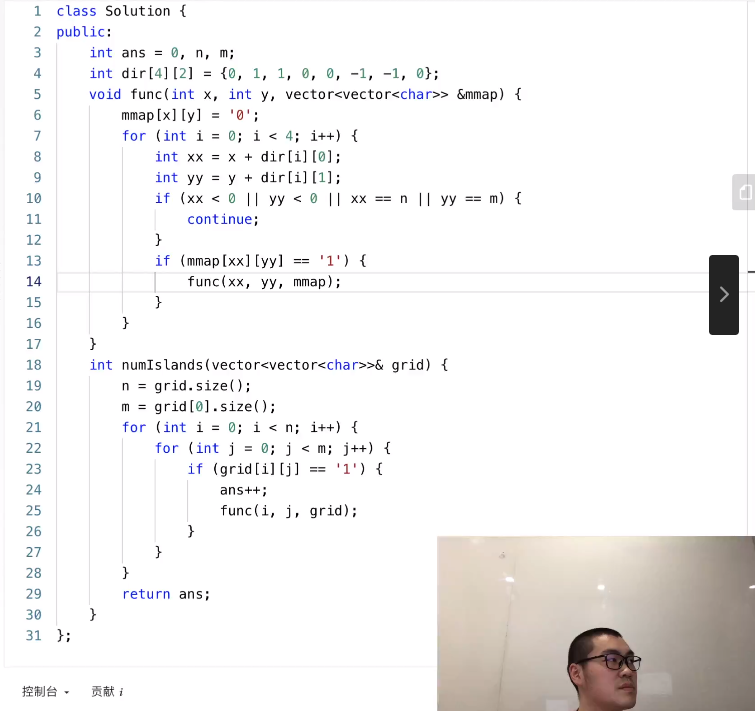 1 class Solution {
2 public:
3     int ans = 0, n, m;
4     int dir[4][2] = {0, 1, 1, 0, 0, -1, -1, 0};
5     void func(int x, int y, vector<vector<char>> &mmap) {
6         mmap[x][y] = '0';
7         for (int i = 0; i < 4; i++) {
8             int xx = x + dir[i][0];
9             int yy = y + dir[i][1];
10             if (xx < 0 || yy < 0 || xx == n || yy == m) {
11                 continue;
12             }
13             if (mmap[xx][yy] == '1') {
14                 func(xx, yy, mmap);
15             }
16         }
17     }
18     int numIslands(vector<vector<char>>& grid) {
19         n = grid.size();
20         m = grid[0].size();
21         for (int i = 0; i < n; i++) {
22             for (int j = 0; j < m; j++) {
23                 if (grid[i][j] == '1') {
24                     ans++;
25                     func(i, j, grid);
26                 }
27             }
28         }
29         return ans;
30     }
31 };
控制台 贡献 i